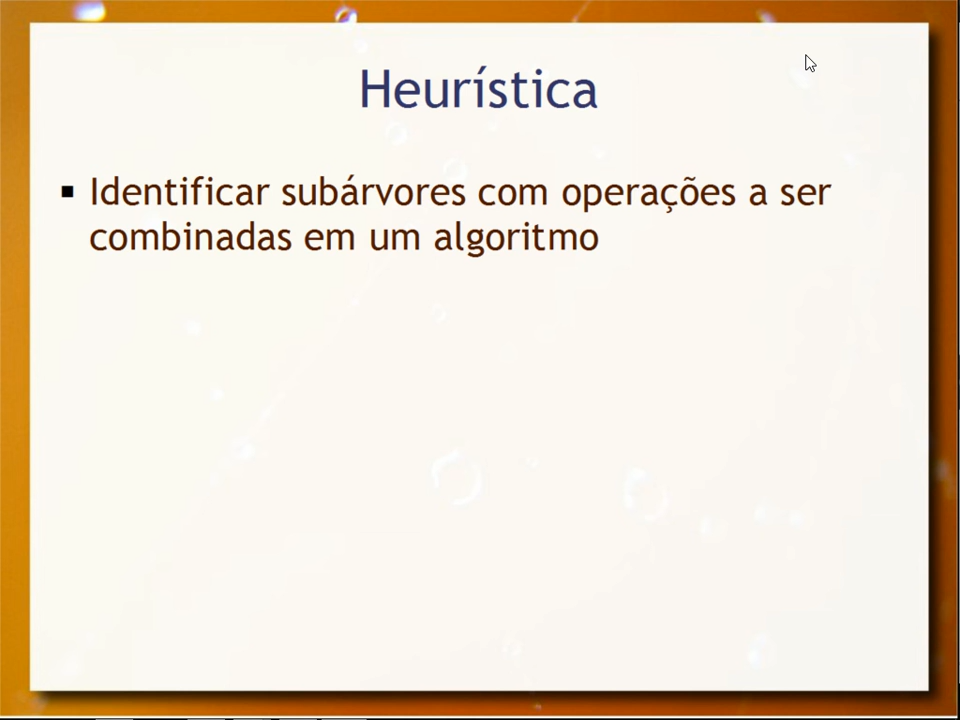 Heurística
▪ Identificar subárvores com operações a ser
combinadas em um algoritmo